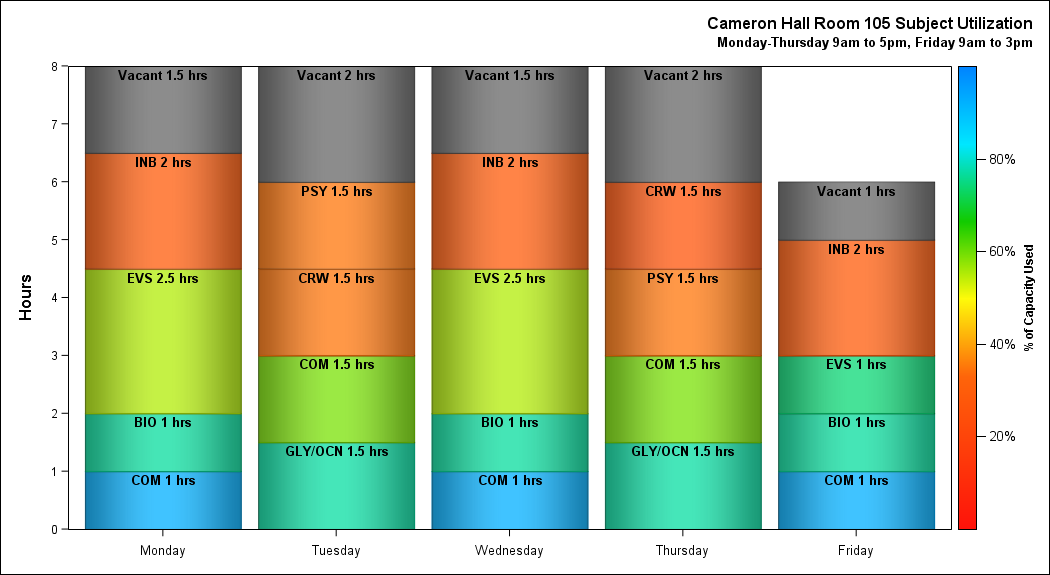 Cameron Hall Room 105 Subject Utilization
Monday-Thursday 9am to 5pm, Friday 9am to 3pm
Hours
8
7
6
5
4
3
2
1
0
Vacant 1.5 hrs
INB 2 hrs
EVS 2.5 hrs
BIO 1 hrs
COM 1 hrs
Monday
Vacant 2 hrs
PSY 1.5 hrs
CRW 1.5 hrs
COM 1.5 hrs
GLY/OCN 1.5 hrs
Tuesday
Vacant 1.5 hrs
INB 2 hrs
EVS 2.5 hrs
BIO 1 hrs
COM 1 hrs
Wednesday
Vacant 2 hrs
CRW 1.5 hrs
PSY 1.5 hrs
COM 1.5 hrs
GLY/OCN 1.5 hrs
Thursday
Vacant 1 hrs
INB 2 hrs
EVS 1 hrs
BIO 1 hrs
COM 1 hrs
Friday
80%
60%
40%
20%
% of Capacity Used